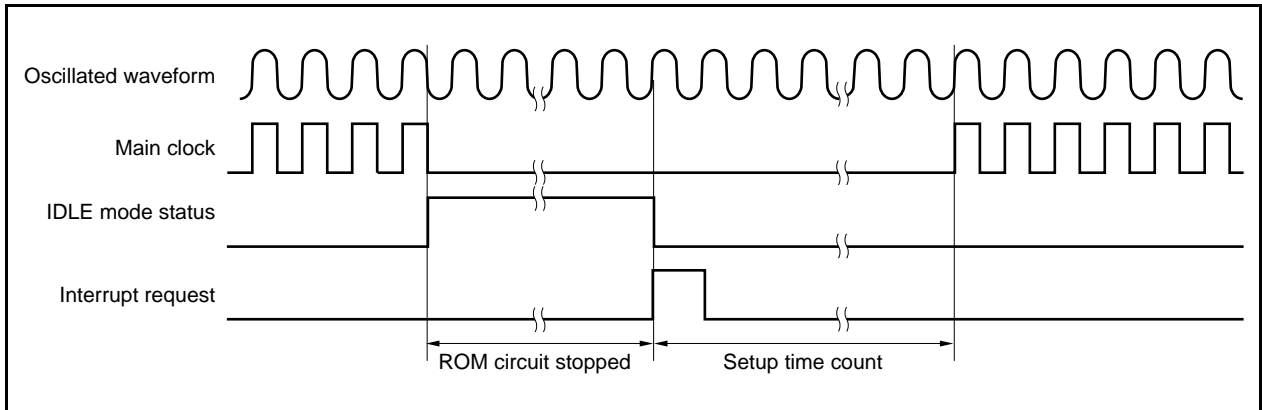 Oscillated waveform
Main clock
IDLE mode status
Interrupt request
ROM circuit stopped
Setup time count